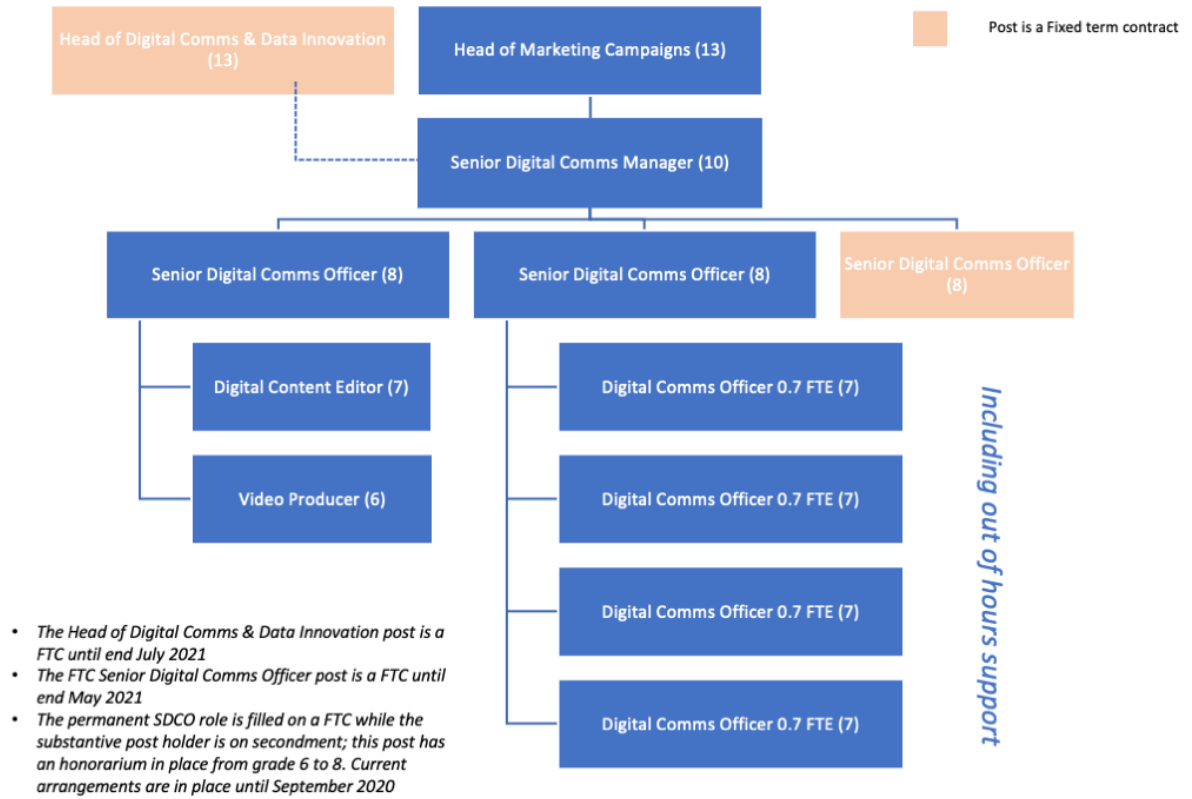 Head of Digital Comms & Data Innovation
(13)
Head of Marketing Campaigns (13)
Post is a Fixed term contract
Senior Digital Comms Manager (10)
Senior Digital Comms Officer (8)
Senior Digital Comms Officer (8)
Senior Digital Comms Officer
(8)
Digital Content Editor (7)
Video Producer (6)
Digital Comms Officer 0.7 FTE (7)
Digital Comms Officer 0.7 FTE (7)
Digital Comms Officer 0.7 FTE (7)
Digital Comms Officer 0.7 FTE (7)
Including out of hours support
• The Head of Digital Comms & Data Innovation post is a
FTC until end July 2021
• The FTC Senior Digital Comms Officer post is a FTC until
end May 2021
• The permanent SDCO role is filled on a FTC while the
substantive post holder is on secondment; this post has
an honorarium in place from grade 6 to 8. Current
arrangements are in place until September 2020